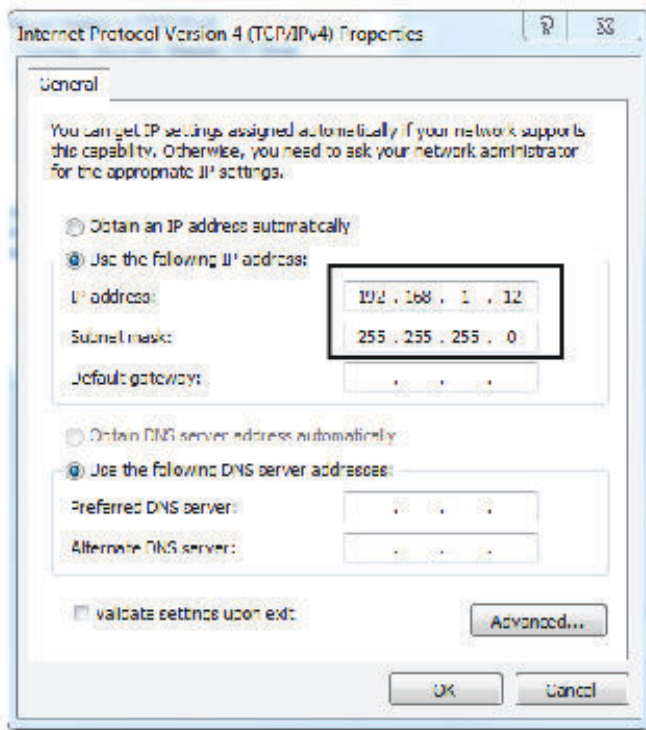 Internet Protocol Version 4 (TCP/IPv4) Properties
General
You can get IP settings assigned automatically if your network supports
this capability. Otherwise, you need to ask your network administrator
for the appropriate IP settings.
Obtain an IP address automatically
Use the following IP address:
IP address: 192 . 168 . 1 . 12
Subnet mask: 255 . 255 . 255 . 0
Default gateway: . . .
Obtain DNS server address automatically
Use the following DNS server addresses:
Preferred DNS server: . . .
Alternate DNS server: . . .
Validate settings upon exit
Advanced...
OK Cancel